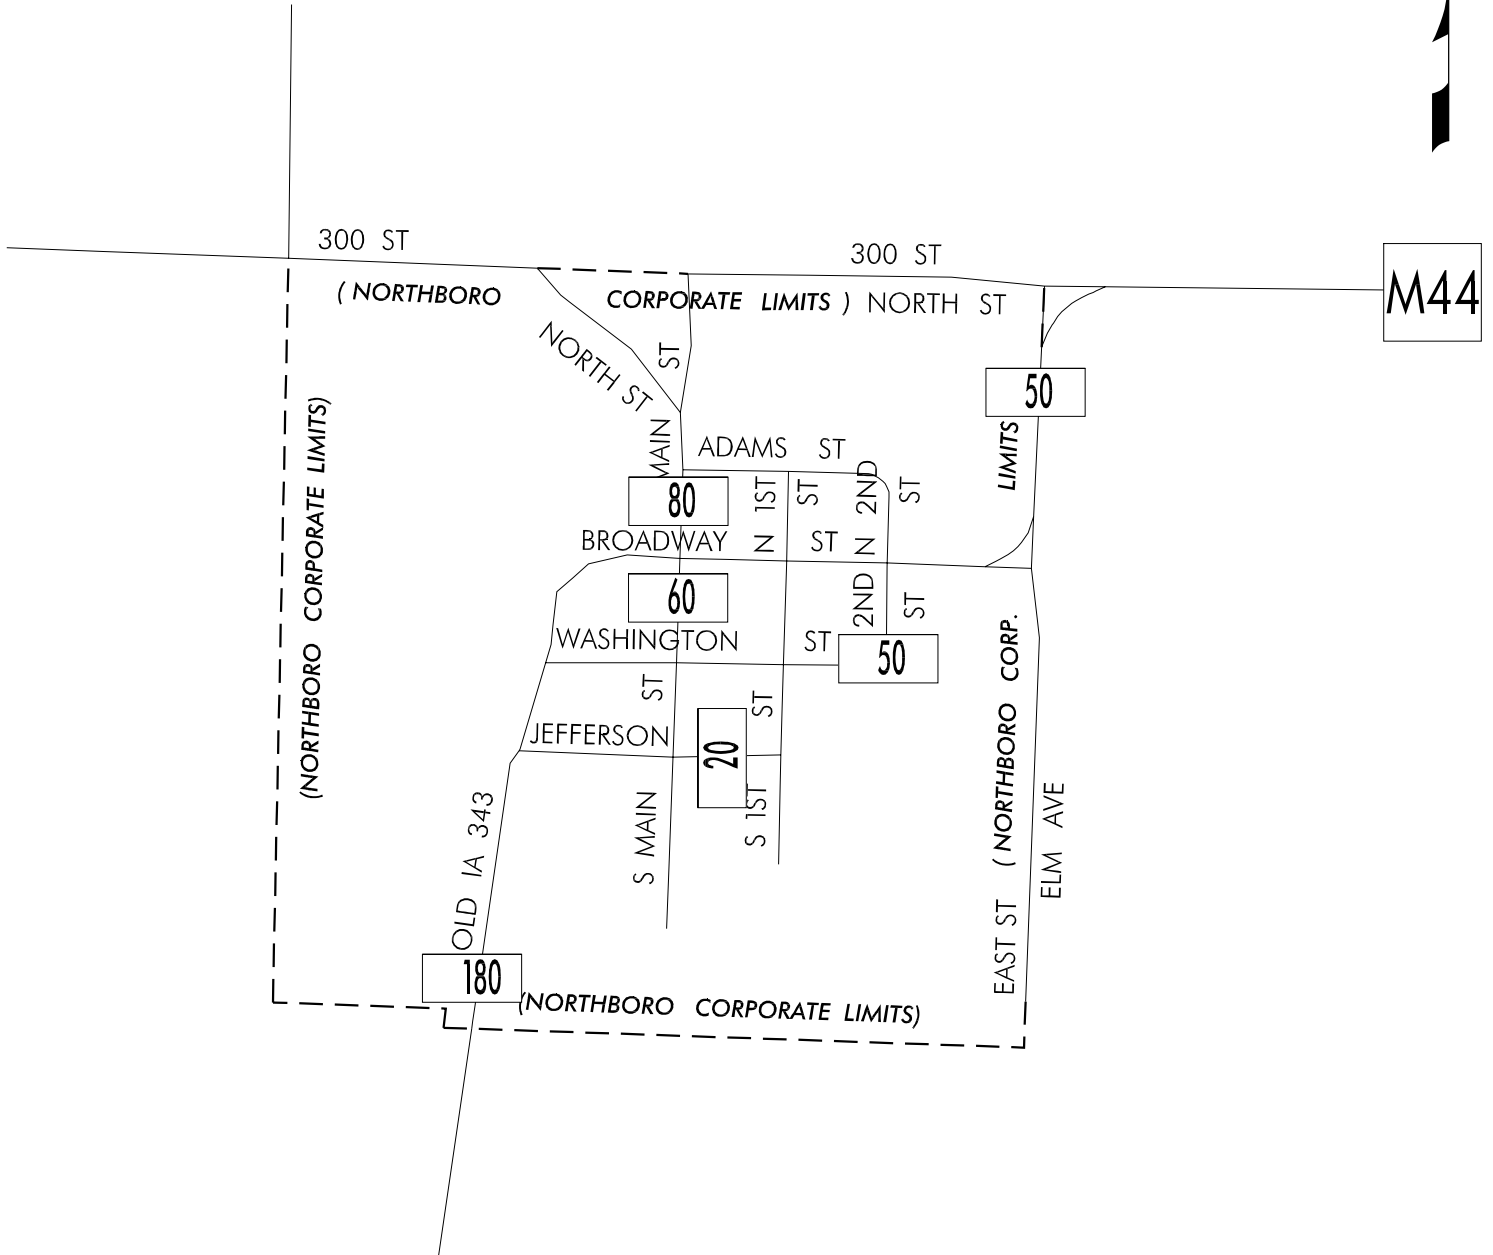 300 ST
300 ST
M44
( NORTHBORO
CORPORATE LIMITS )
NORTH ST
NORTH ST
MAIN ST
50
ADAMS ST
(NORTHBORO CORPORATE LIMITS)
80
N 1ST ST
N 2ND ST
BROADWAY ST
60
2ND ST
WASHINGTON ST
50
JEFFERSON
20
S MAIN ST
S 1ST ST
OLD IA 343
180
( NORTHBORO CORP. LIMITS
EAST ST
ELM AVE
(NORTHBORO CORPORATE LIMITS)